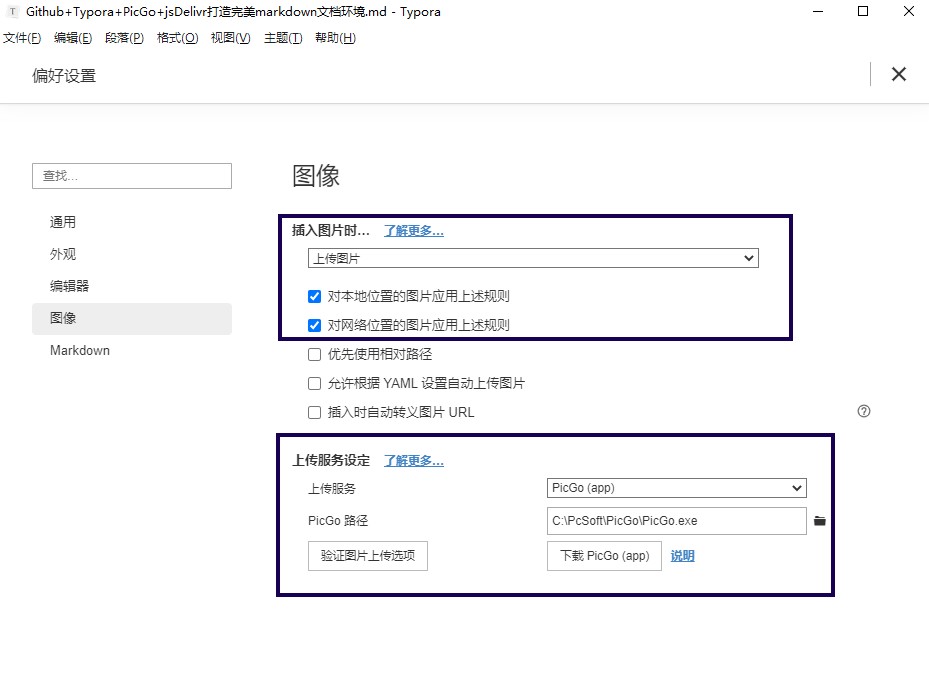 T Github+Typora+PicGo+jsDelivr打造完美markdown文档环境.md - Typora
文件(F) 编辑(E) 段落(P) 格式(O) 视图(V) 主题(T) 帮助(H)
偏好设置
查找...
通用
外观
编辑器
图像
Markdown
图像
插入图片时... 了解更多...
上传图片
对本地位置的图片应用上述规则
对网络位置的图片应用上述规则
优先使用相对路径
允许根据 YAML 设置自动上传图片
插入时自动转义图片 URL
上传服务设定 了解更多...
上传服务 PicGo (app)
PicGo 路径 C:\PcSoft\PicGo\PicGo.exe
验证图片上传选项 下载 PicGo (app) 说明